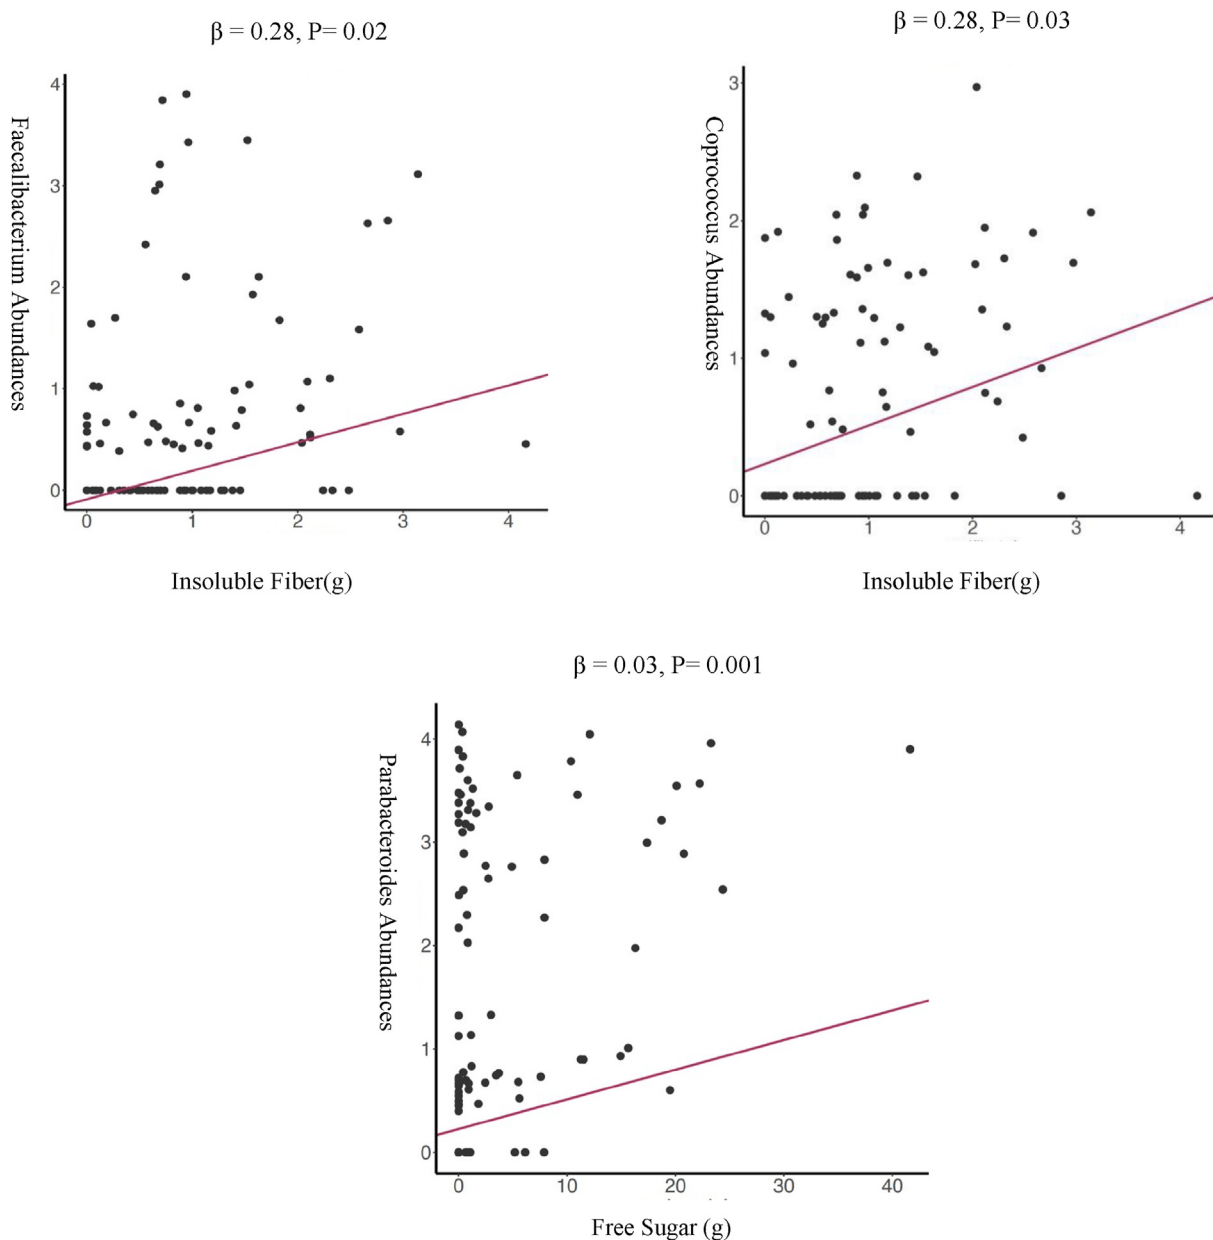 β = 0.28, P= 0.02
Faecalibacterium Abundances
4
3
2
1
0
0 1 2 3 4
Insoluble Fiber(g)
β = 0.28, P= 0.03
Coprococcus Abundances
3
2
1
0
0 1 2 3 4
Insoluble Fiber(g)
β = 0.03, P= 0.001
Parabacteroides Abundances
4
3
2
1
0
0 10 20 30 40
Free Sugar (g)